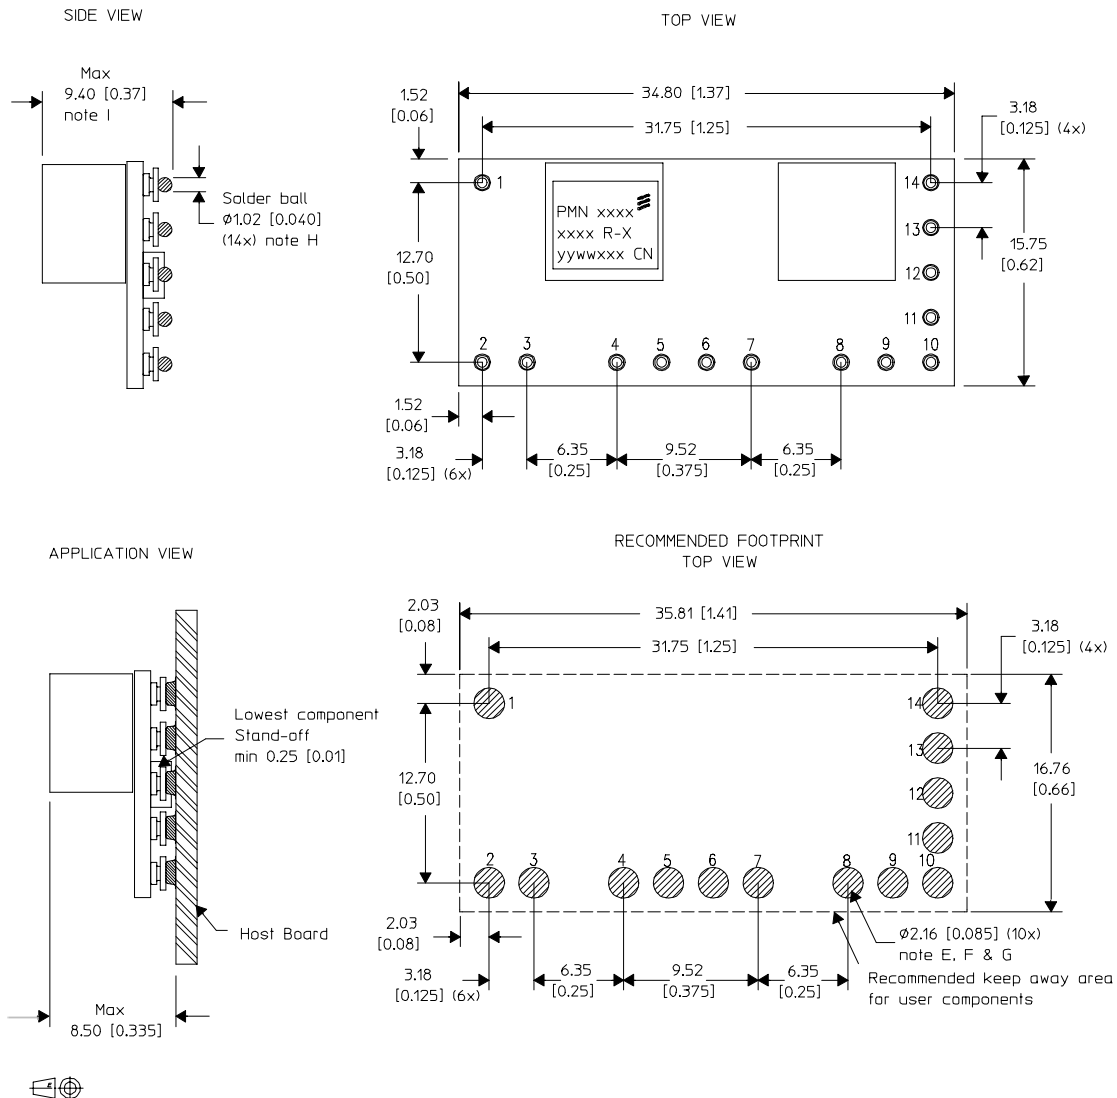 SIDE VIEW
Max
9.40 [0.37]
note I
Solder ball
Ø1.02 [0.040]
(14x) note H
TOP VIEW
1.52
[0.06]
34.80 [1.37]
31.75 [1.25]
3.18
[0.125] (4x)
1
14
PMN xxxx
xxxx R-X
yywwxxx CN
13
12.70
[0.50]
15.75
[0.62]
12
11
2
3
4
5
6
7
8
9
10
1.52
[0.06]
3.18
[0.125] (6x)
6.35
[0.25]
9.52
[0.375]
6.35
[0.25]
APPLICATION VIEW
Lowest component
Stand-off
min 0.25 [0.01]
Host Board
Max
8.50 [0.335]
RECOMMENDED FOOTPRINT
TOP VIEW
2.03
[0.08]
35.81 [1.41]
31.75 [1.25]
3.18
[0.125] (4x)
1
14
13
12.70
[0.50]
16.76
[0.66]
12
11
2
3
4
5
6
7
8
9
10
2.03
[0.08]
Ø2.16 [0.085] (10x)
note E, F & G
3.18
[0.125] (6x)
6.35
[0.25]
9.52
[0.375]
6.35
[0.25]
Recommended keep away area
for user components
E